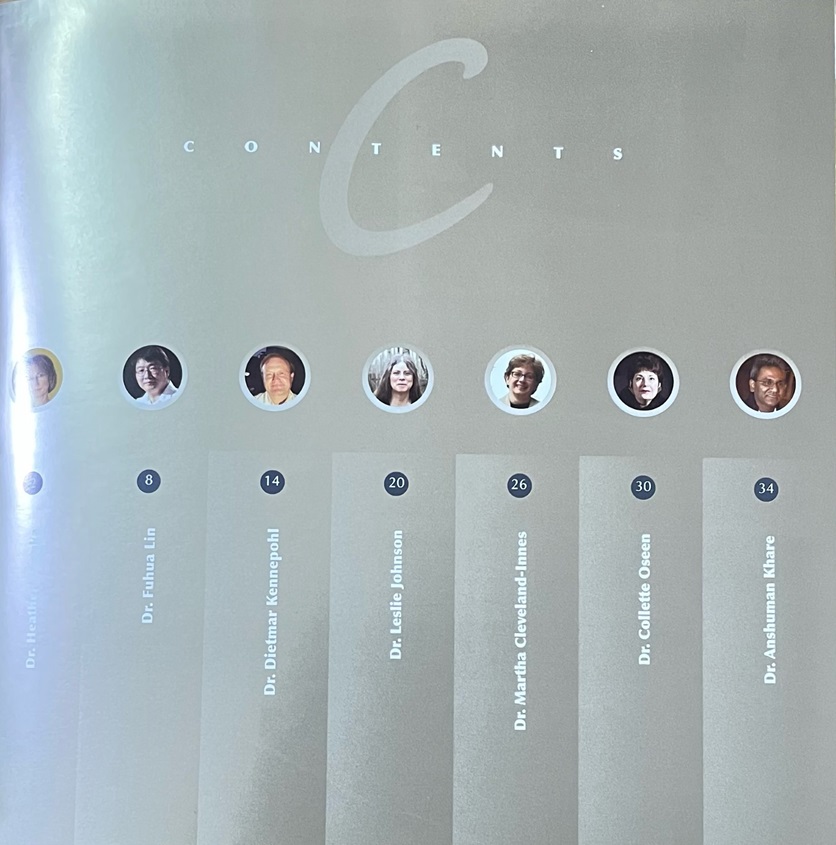 C
CONTENTS
8
14
20
26
30
34
Dr.
Dr. Fuhua Lin
Dr. Dietmar Kennepohl
Dr. Leslie Johnson
Dr. Martha Cleveland-Innes
Dr. Collette Oseen
Dr. Anshuman Khare